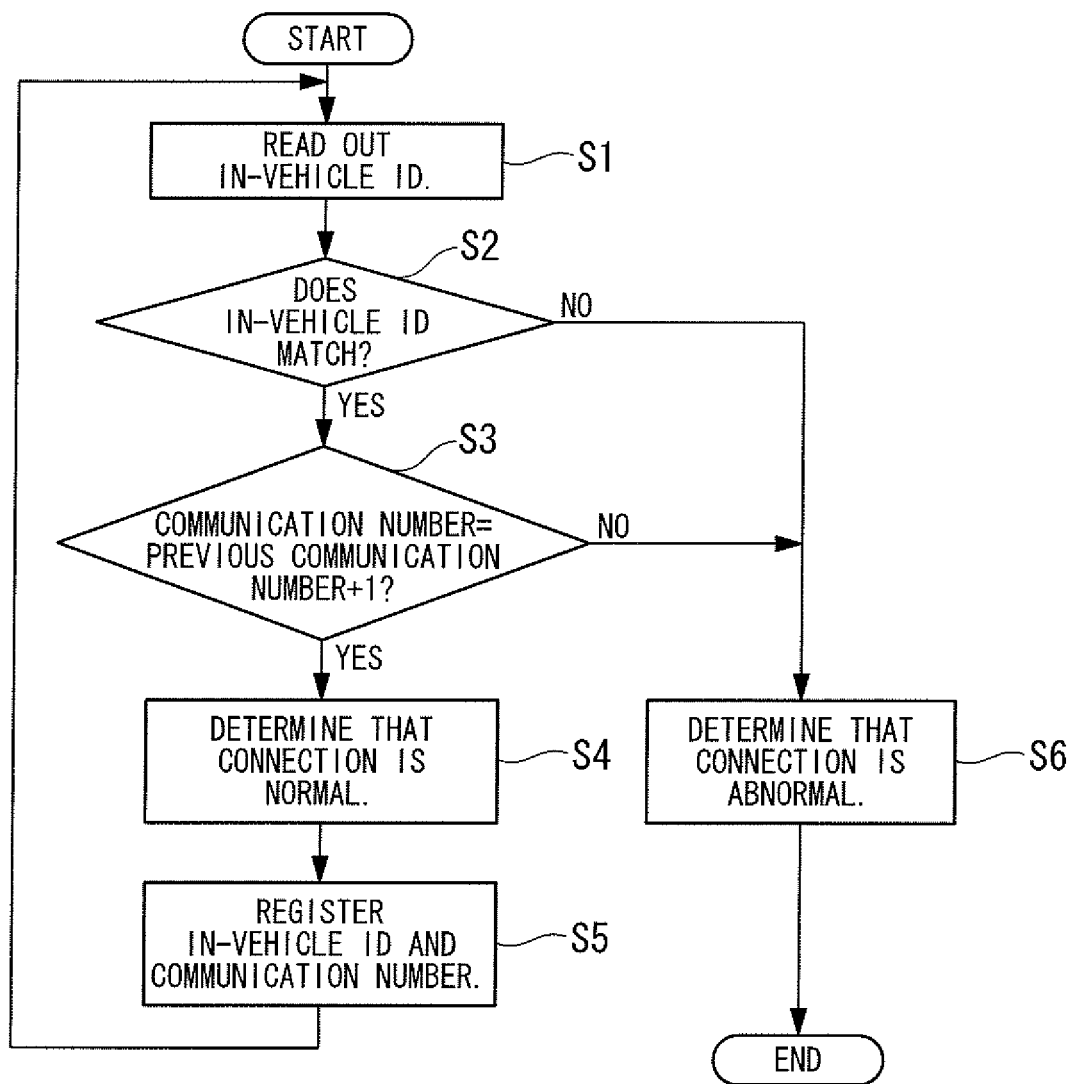 START
READ OUT
IN-VEHICLE ID.
S1
S2
DOES
IN-VEHICLE ID
MATCH?
NO
YES
S3
COMMUNICATION NUMBER=
PREVIOUS COMMUNICATION
NUMBER+1?
NO
YES
DETERMINE THAT
CONNECTION IS
NORMAL.
S4
DETERMINE THAT
CONNECTION IS
ABNORMAL.
S6
REGISTER
IN-VEHICLE ID AND
COMMUNICATION NUMBER.
S5
END